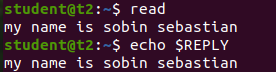 student@t2:~$ read
my name is sobin sebastian
student@t2:~$ echo $REPLY
my name is sobin sebastian